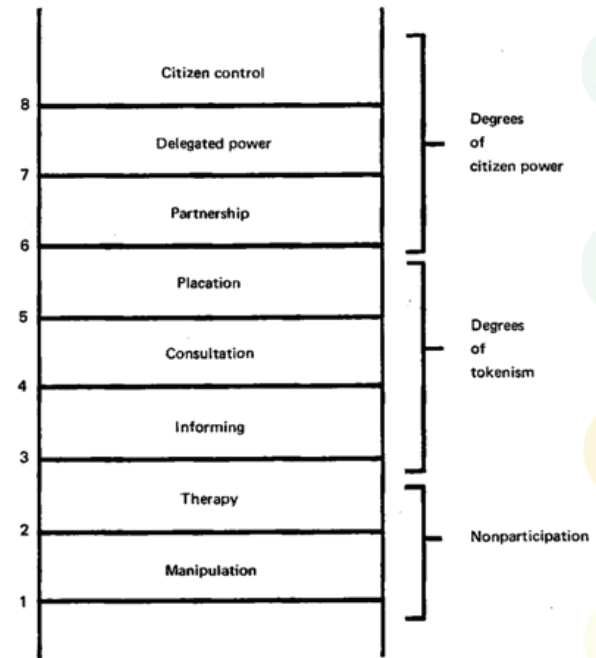 Citizen control
8
Delegated power
7
Partnership
6
Placation
5
Consultation
4
Informing
3
Therapy
2
Manipulation
1
Degrees
of
citizen power
Degrees
of
tokenism
Nonparticipation